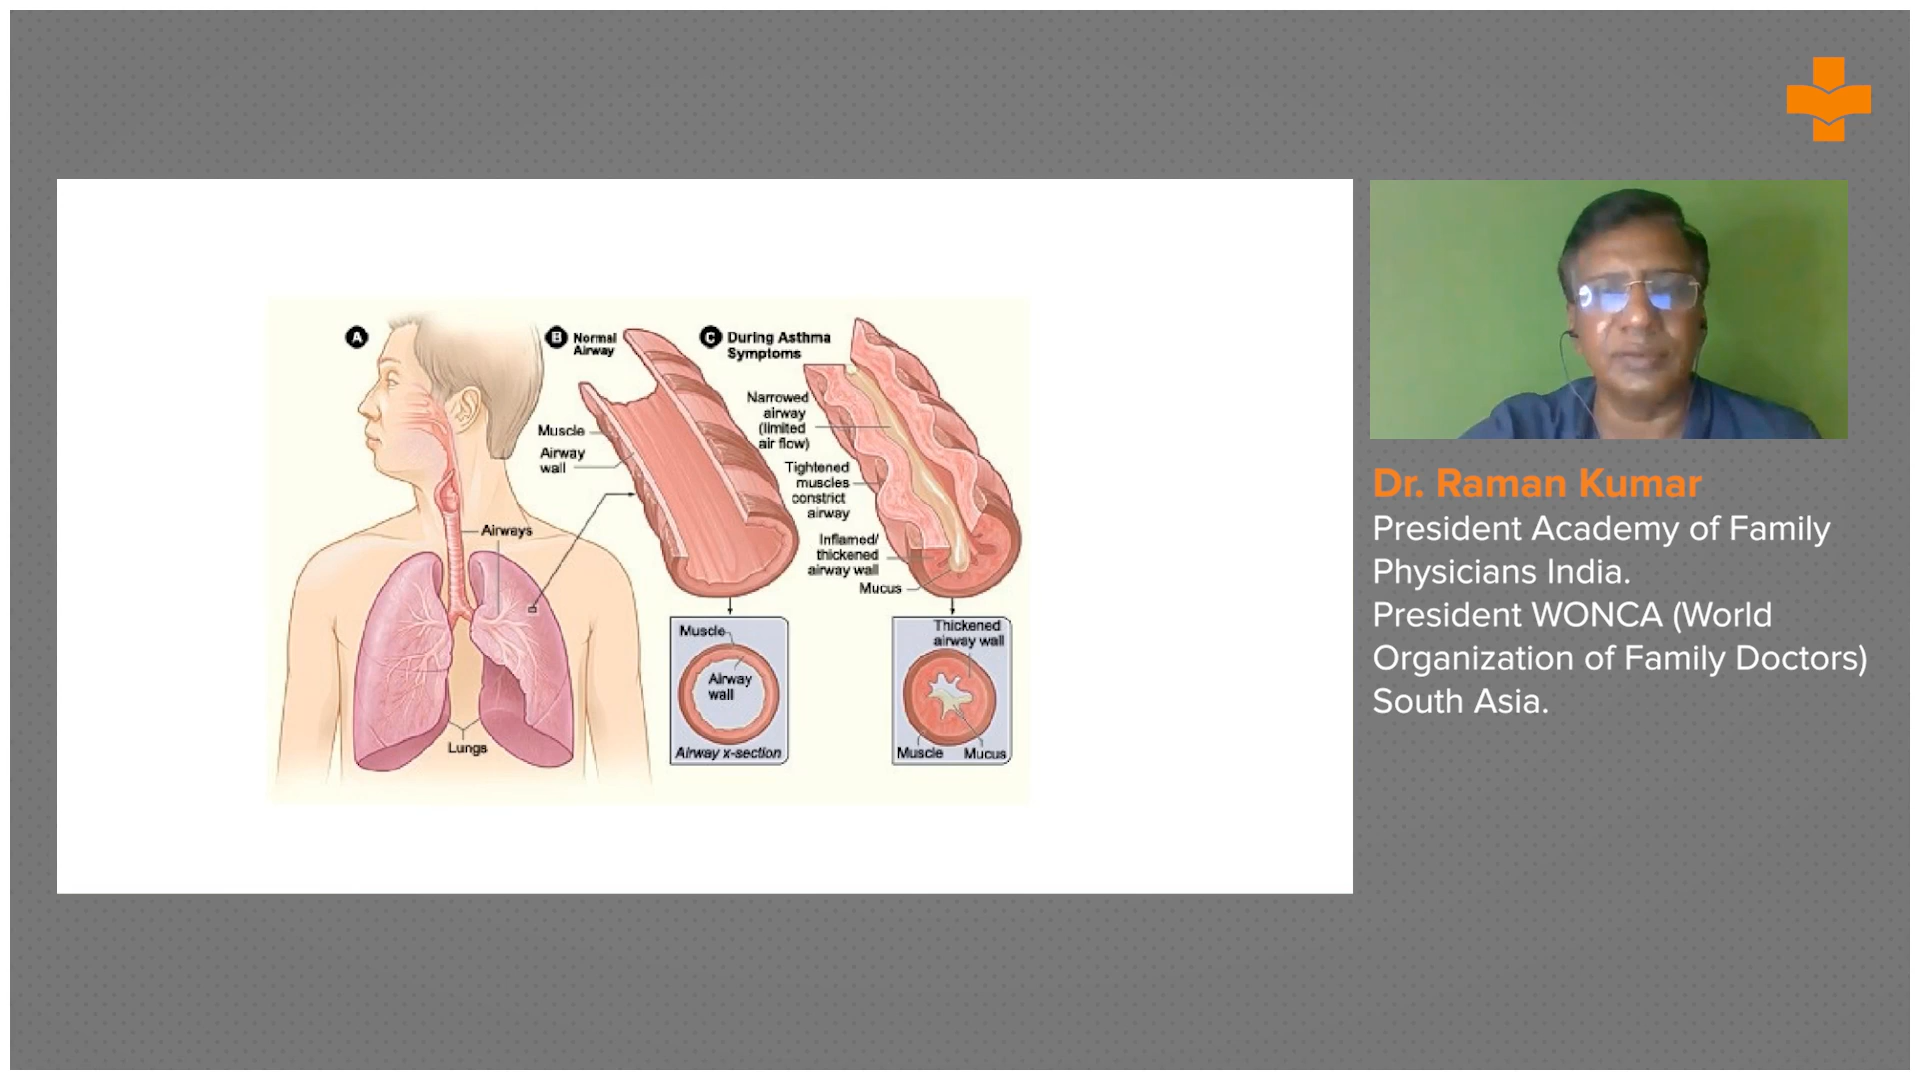 A
B Normal
Airway
C During Asthma
Symptoms
Muscle
Airway
wall
Airways
Lungs
Narrowed
airway
(limited
air flow)
Tightened
muscles
constrict
airway
Inflamed/
thickened
airway wall
Mucus
Muscle
Airway
wall
Airway x-section
Thickened
airway wall
Muscle Mucus
Dr. Raman Kumar
President Academy of Family
Physicians India.
President WONCA (World
Organization of Family Doctors)
South Asia.